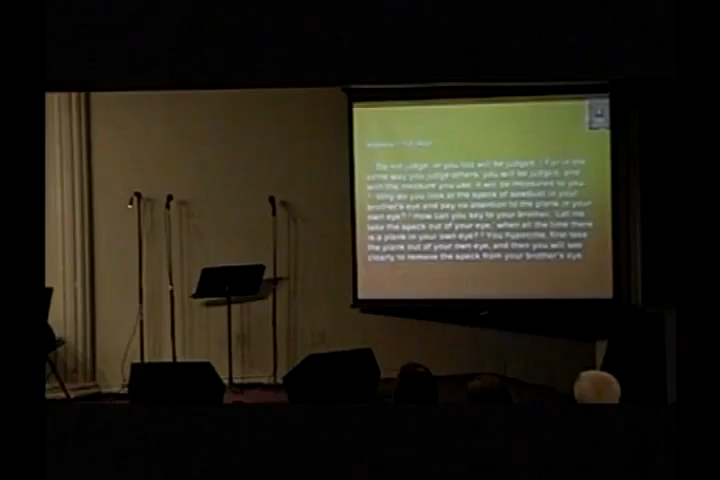 Do not judge, or you too will be judged. For in the
same way you judge others, you will be judged, and
with the measure you use, it will be measured to you.
Why do you look at the speck of sawdust in your
brother's eye and pay no attention to the plank in your
own eye? How can you say to your brother, 'Let me
take the speck out of your eye,' when all the time there
is a plank in your own eye? You hypocrite, first take
the plank out of your own eye, and then you will see
clearly to remove the speck from your brother's eye.